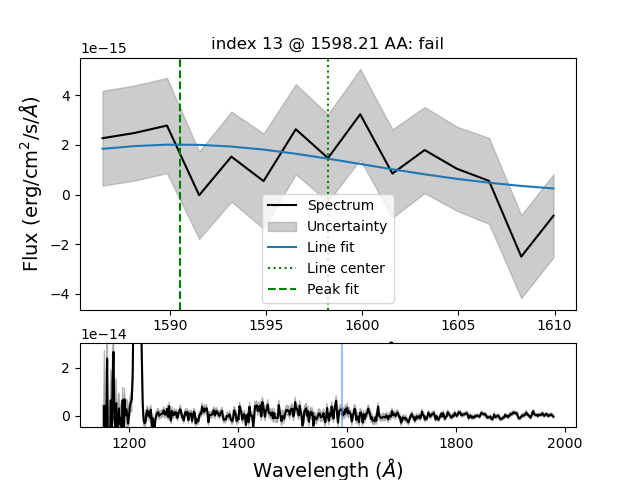 index 13 @ 1598.21 AA: fail
1e−15
Flux (erg/cm²/s/Å)
4
2
0
−2
−4
Spectrum
Uncertainty
Line fit
Line center
Peak fit
1590 1595 1600 1605 1610
1e−14
2
0
1200 1400 1600 1800 2000
Wavelength (Å)